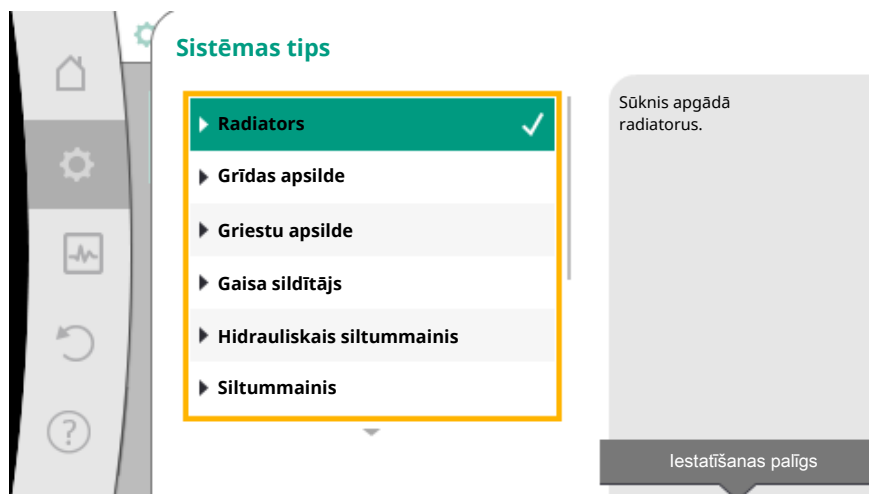 Sistēmas tips
Radiators
Grīdas apsilde
Griestu apsilde
Gaisa sildītājs
Hidrauliskais siltummainis
Siltummainis
Sūknis apgādā
radiatorus.
Iestatīšanas palīgs